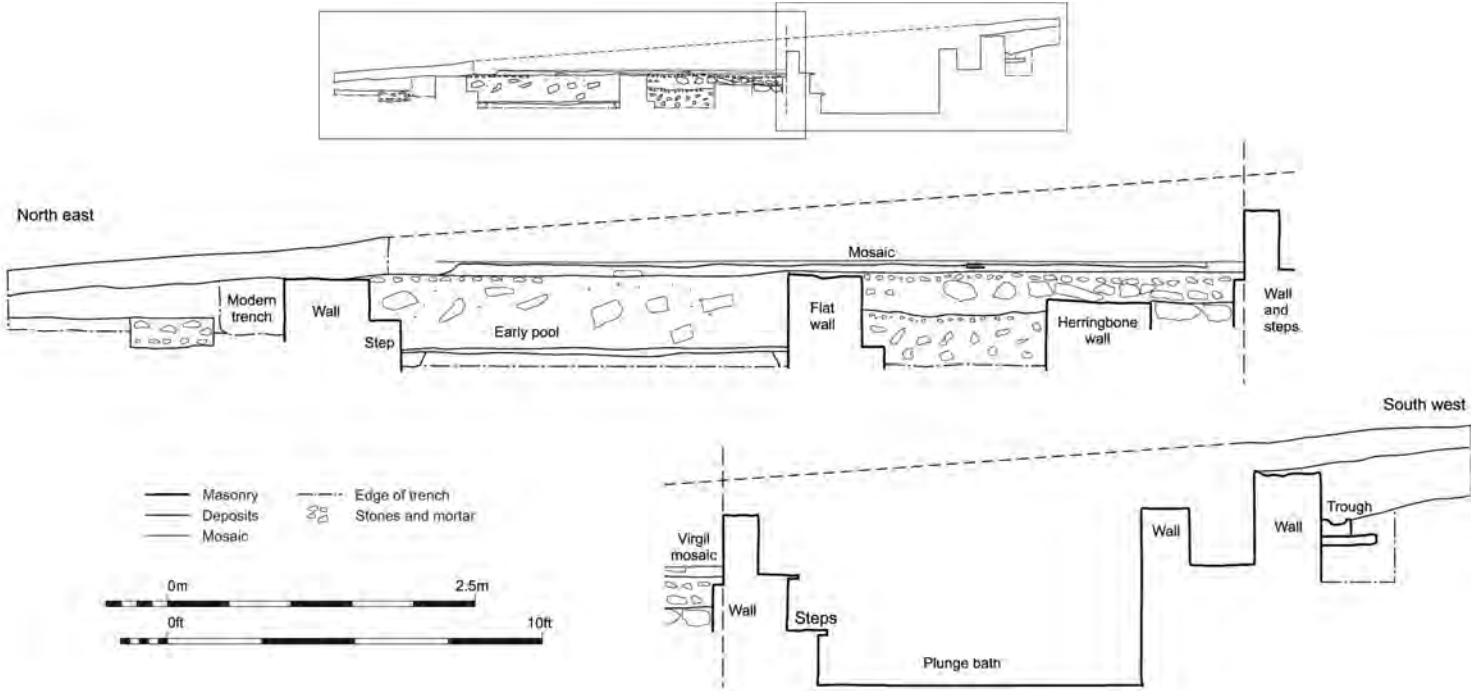 North east
Mosaic
Modern
trench
Wall
Step
Early pool
Flat
wall
Herringbone
wall
Wall
and
steps
South west
Masonry
Deposits
Mosaic
Edge of trench
Stones and mortar
0m
2.5m
0ft
10ft
Virgil
mosaic
Wall
Steps
Plunge bath
Wall
Wall
Trough